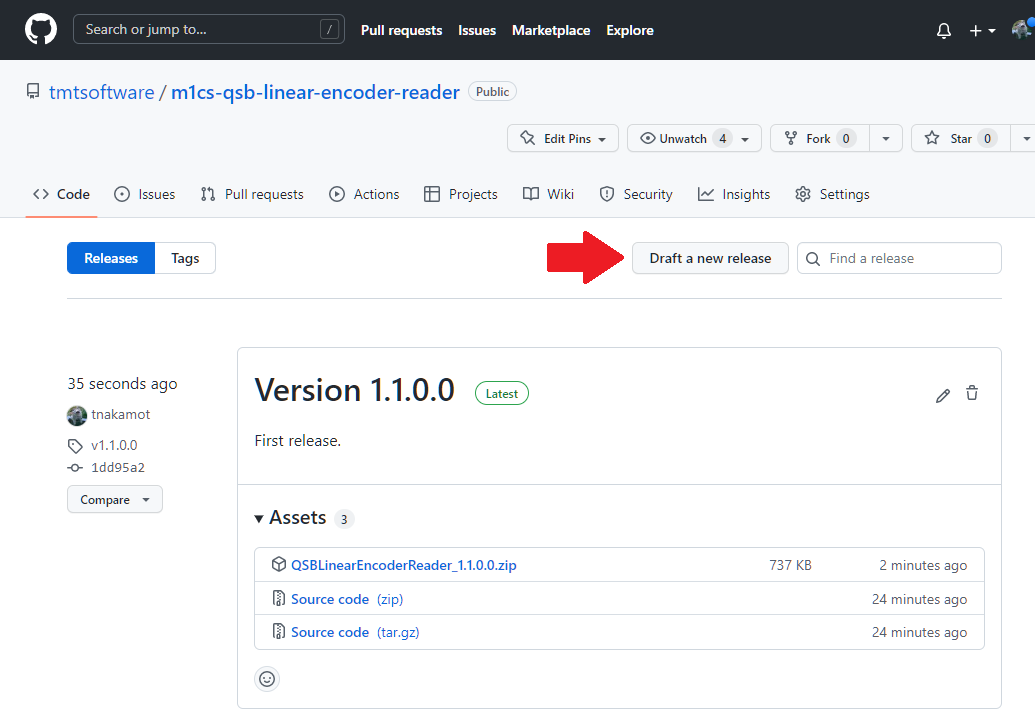 Search or jump to... /
Pull requests Issues Marketplace Explore
tmtsoftware / m1cs-qsb-linear-encoder-reader Public
Edit Pins Unwatch 4 Fork 0 Star 0
Code Issues Pull requests Actions Projects Wiki Security Insights Settings
Releases Tags Draft a new release Find a release
35 seconds ago
tnakamot
v1.1.0.0
1dd95a2
Compare
Version 1.1.0.0 Latest
First release.
Assets 3
QSBLinearEncoderReader_1.1.0.0.zip 737 KB 2 minutes ago
Source code (zip) 24 minutes ago
Source code (tar.gz) 24 minutes ago